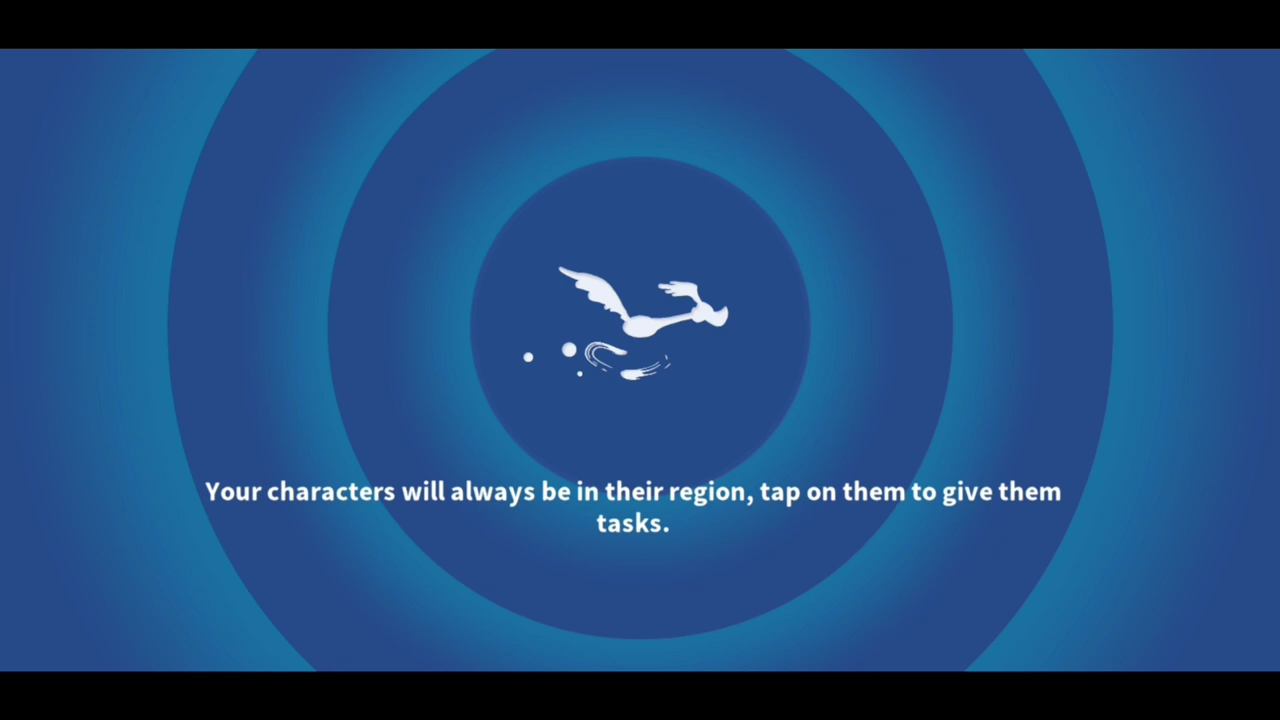 Your characters will always be in their region, tap on them to give them
tasks.